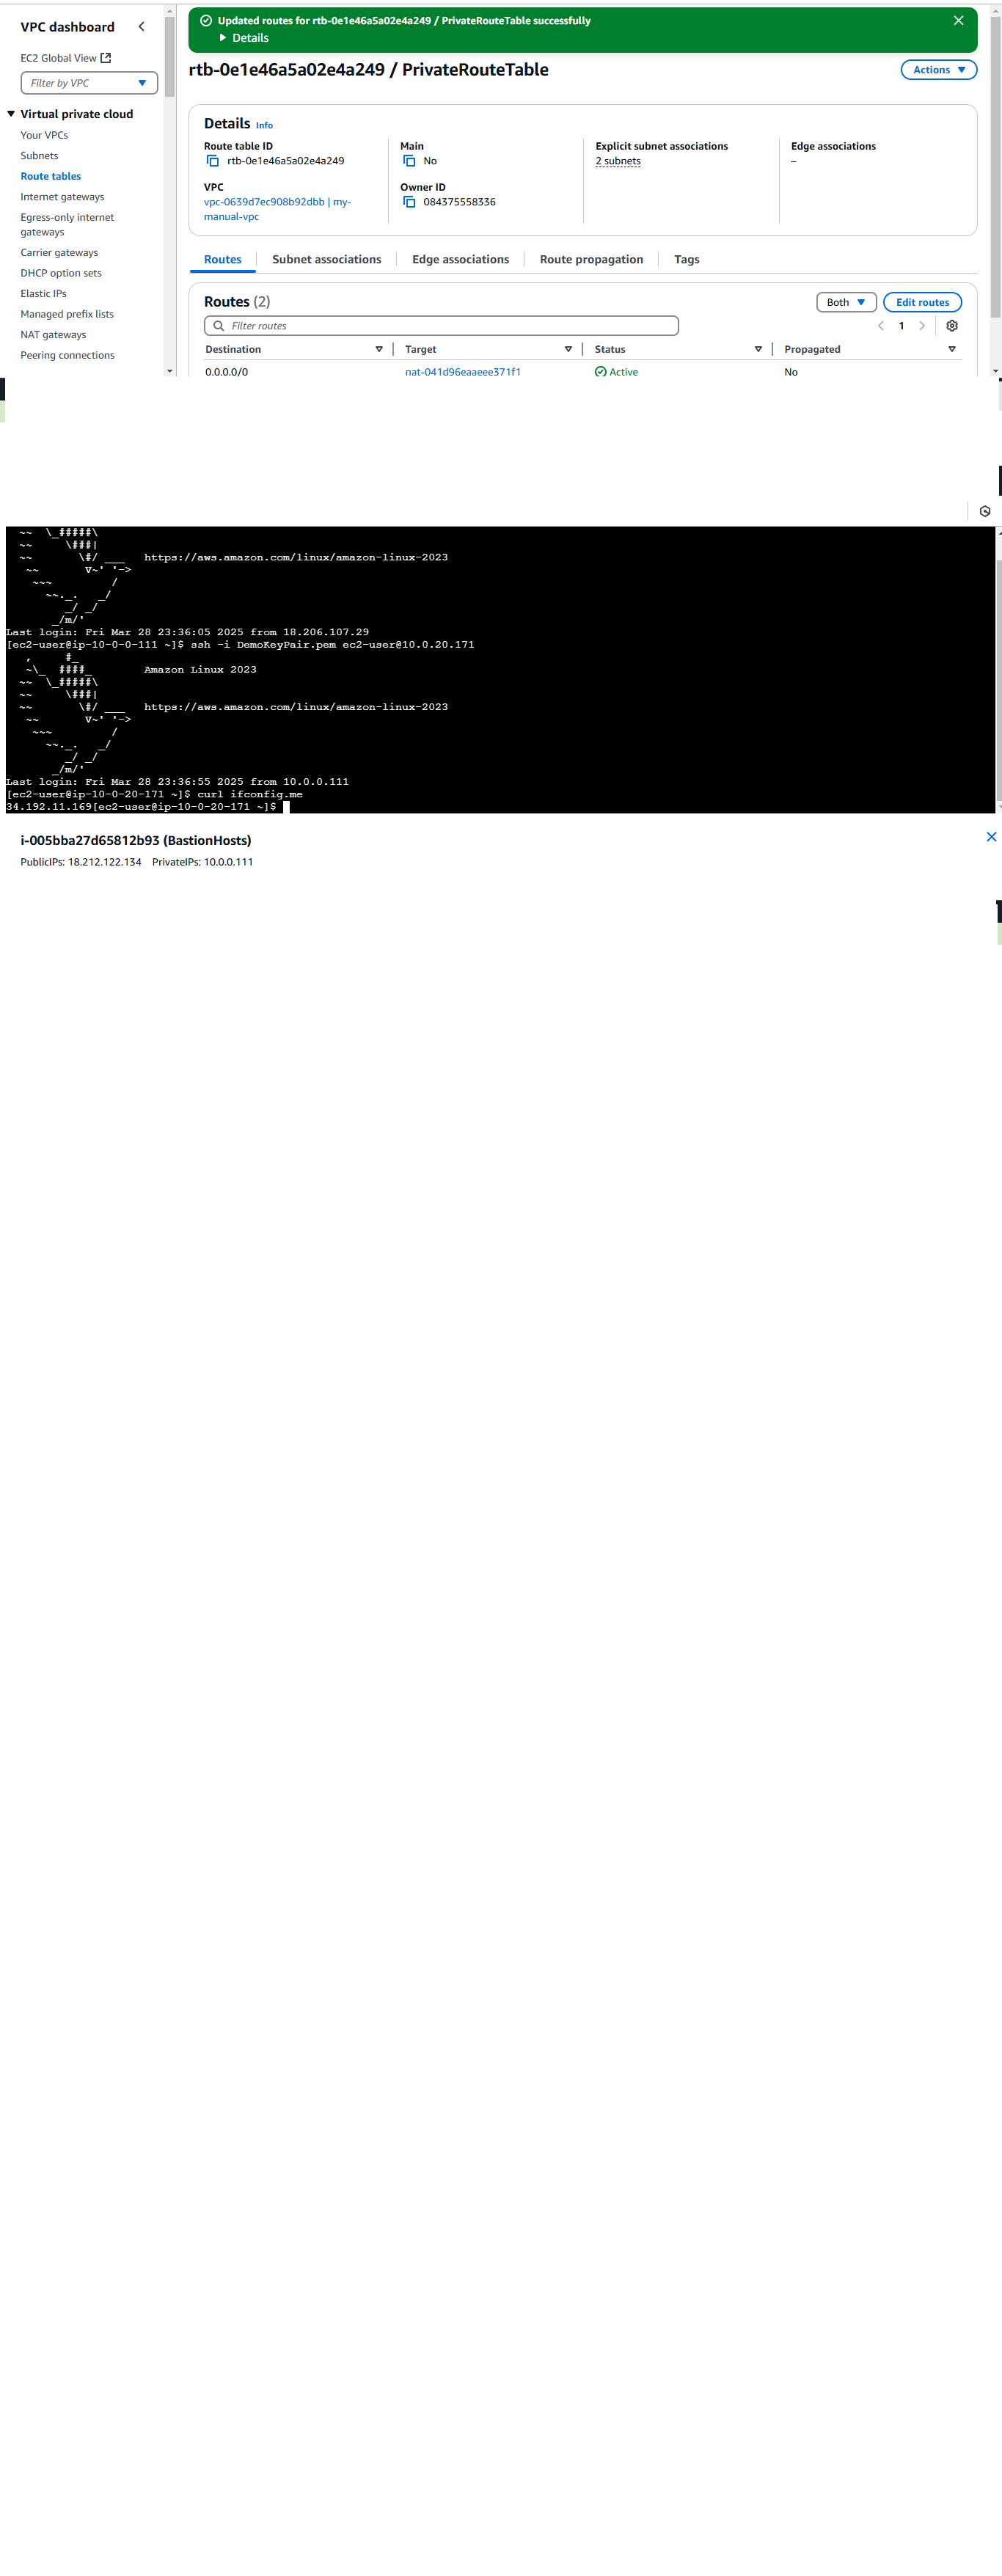 VPC dashboard
EC2 Global View
Filter by VPC
Virtual private cloud
Your VPCs
Subnets
Route tables
Internet gateways
Egress-only internet
gateways
Carrier gateways
DHCP option sets
Elastic IPs
Managed prefix lists
NAT gateways
Peering connections
Updated routes for rtb-0e1e46a5a02e4a249 / PrivateRouteTable successfully
Details
rtb-0e1e46a5a02e4a249 / PrivateRouteTable
Actions
Details Info
Route table ID
rtb-0e1e46a5a02e4a249
Main
No
Explicit subnet associations
2 subnets
Edge associations
–
VPC
vpc-0639d7ec908b92dbb | my-
manual-vpc
Owner ID
084375558336
Routes Subnet associations Edge associations Route propagation Tags
Routes (2)
Both Edit routes
Filter routes
1
Destination Target Status Propagated
0.0.0.0/0 nat-041d96eaaeee371f1 Active No
~~  \_#####\
~~     \###|
~~       \#/ ___   https://aws.amazon.com/linux/amazon-linux-2023
~~       V~' '->
~~~         /
~~._.   _/
_/ _/
_/m/'
Last login: Fri Mar 28 23:36:05 2025 from 18.206.107.29
[ec2-user@ip-10-0-0-111 ~]$ ssh -i DemoKeyPair.pem ec2-user@10.0.20.171
,     #_
~\_  ####_        Amazon Linux 2023
~~  \_#####\
~~     \###|
~~       \#/ ___   https://aws.amazon.com/linux/amazon-linux-2023
~~       V~' '->
~~~         /
~~._.   _/
_/ _/
_/m/'
Last login: Fri Mar 28 23:36:55 2025 from 10.0.0.111
[ec2-user@ip-10-0-20-171 ~]$ curl ifconfig.me
34.192.11.169[ec2-user@ip-10-0-20-171 ~]$
i-005bba27d65812b93 (BastionHosts)
PublicIPs: 18.212.122.134 PrivateIPs: 10.0.0.111